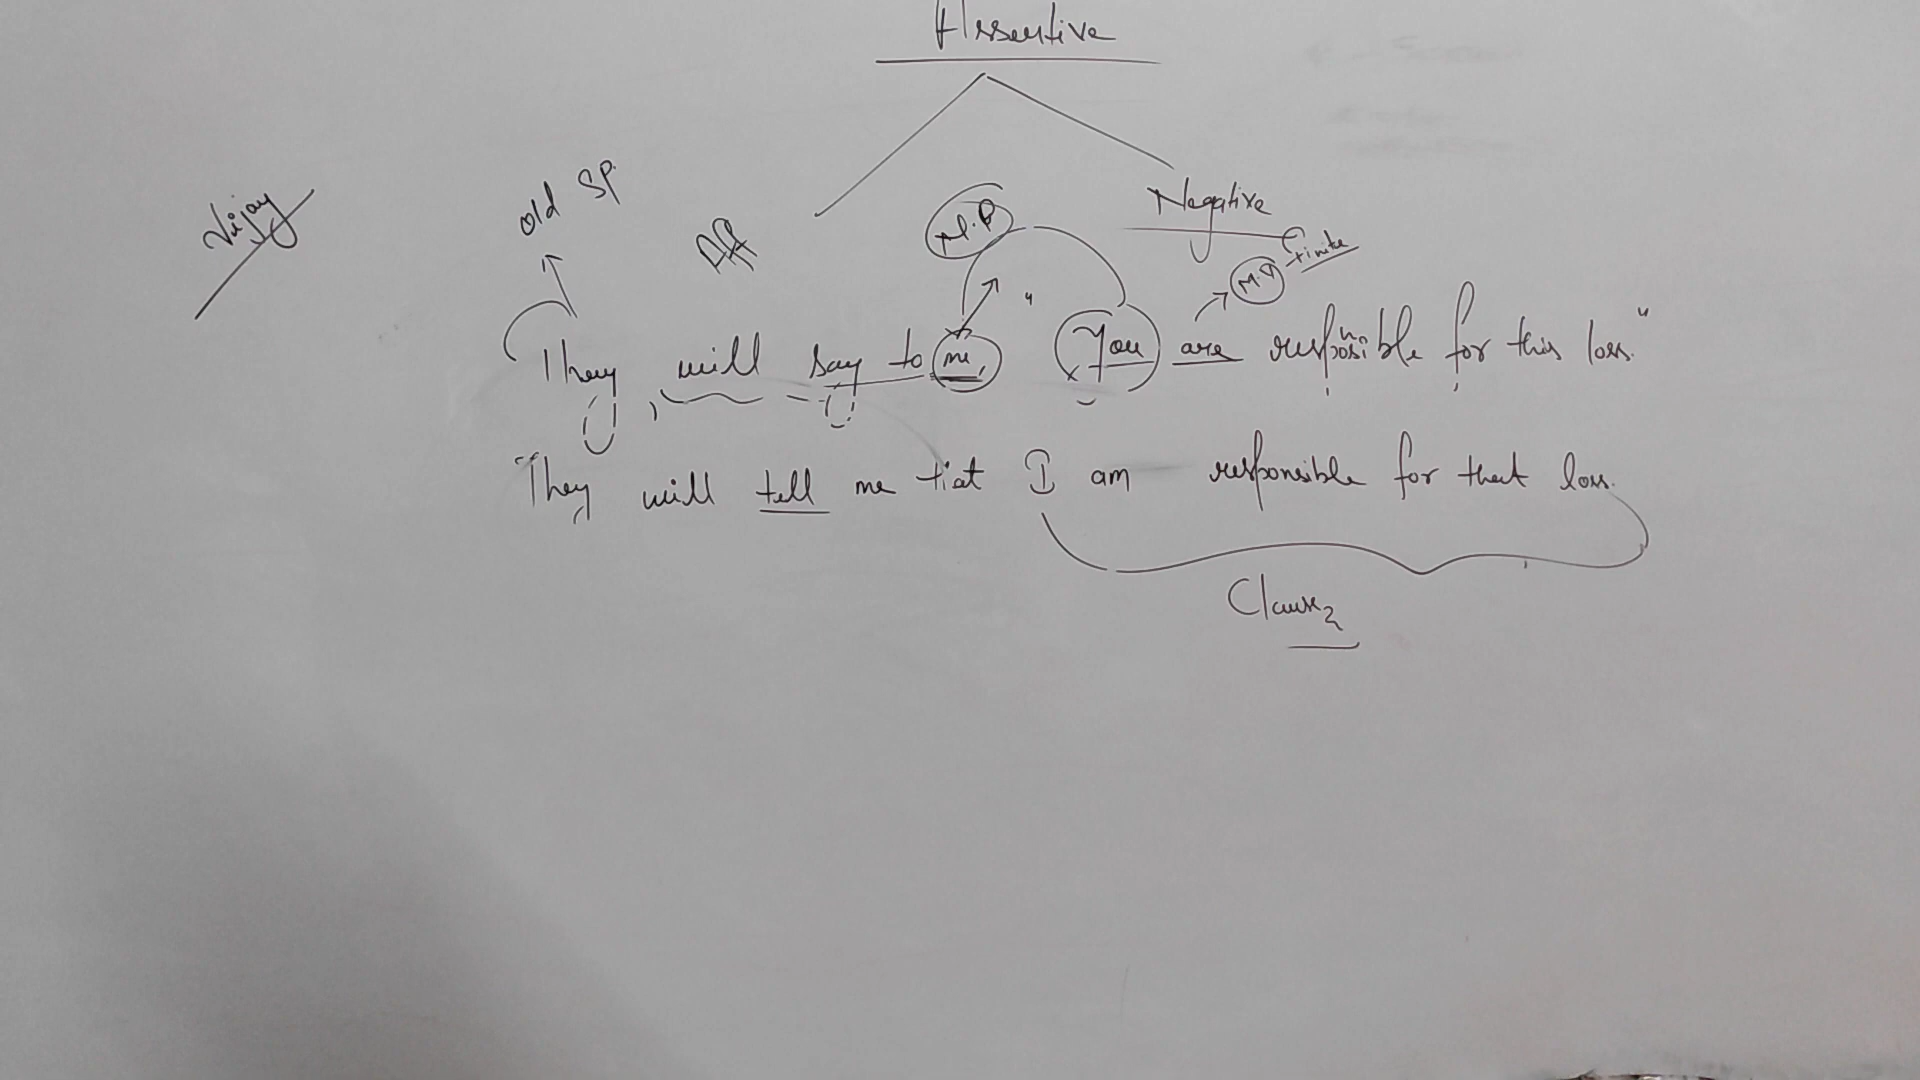 Assertive
Vijay
old SP.
Aff
N.P
Negative
M.V finite
They will say to me, " You are responsible for this loss."
They will tell me that I am responsible for that loss.
Clause2